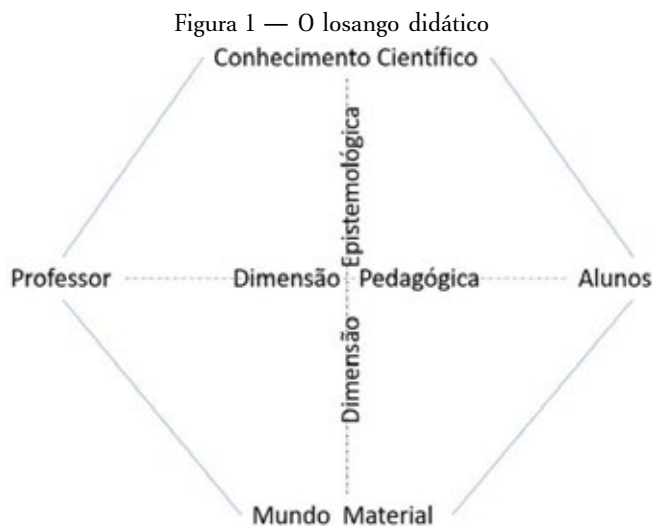 Figura 1 — O losango didático
Conhecimento Científico
Dimensão Epistemológica
Professor
Dimensão Pedagógica
Alunos
Mundo Material